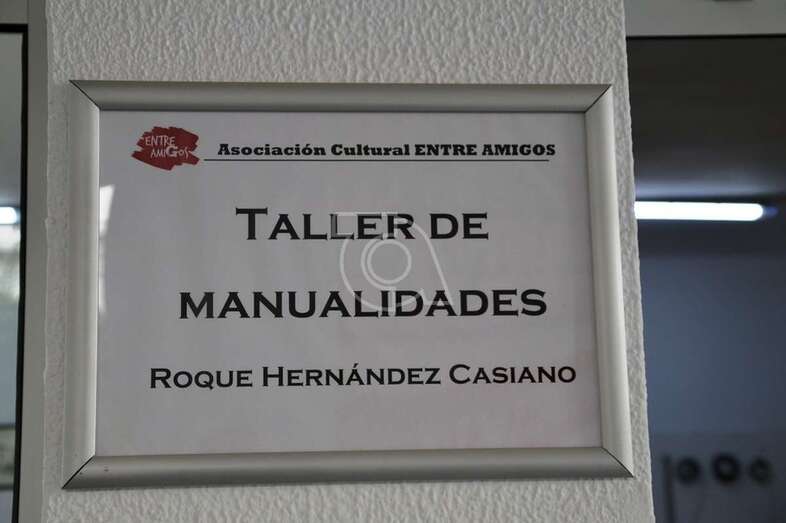 ENTRE
AMIGOS
Asociación Cultural ENTRE AMIGOS
TALLER DE
MANUALIDADES
ROQUE HERNÁNDEZ CASIANO